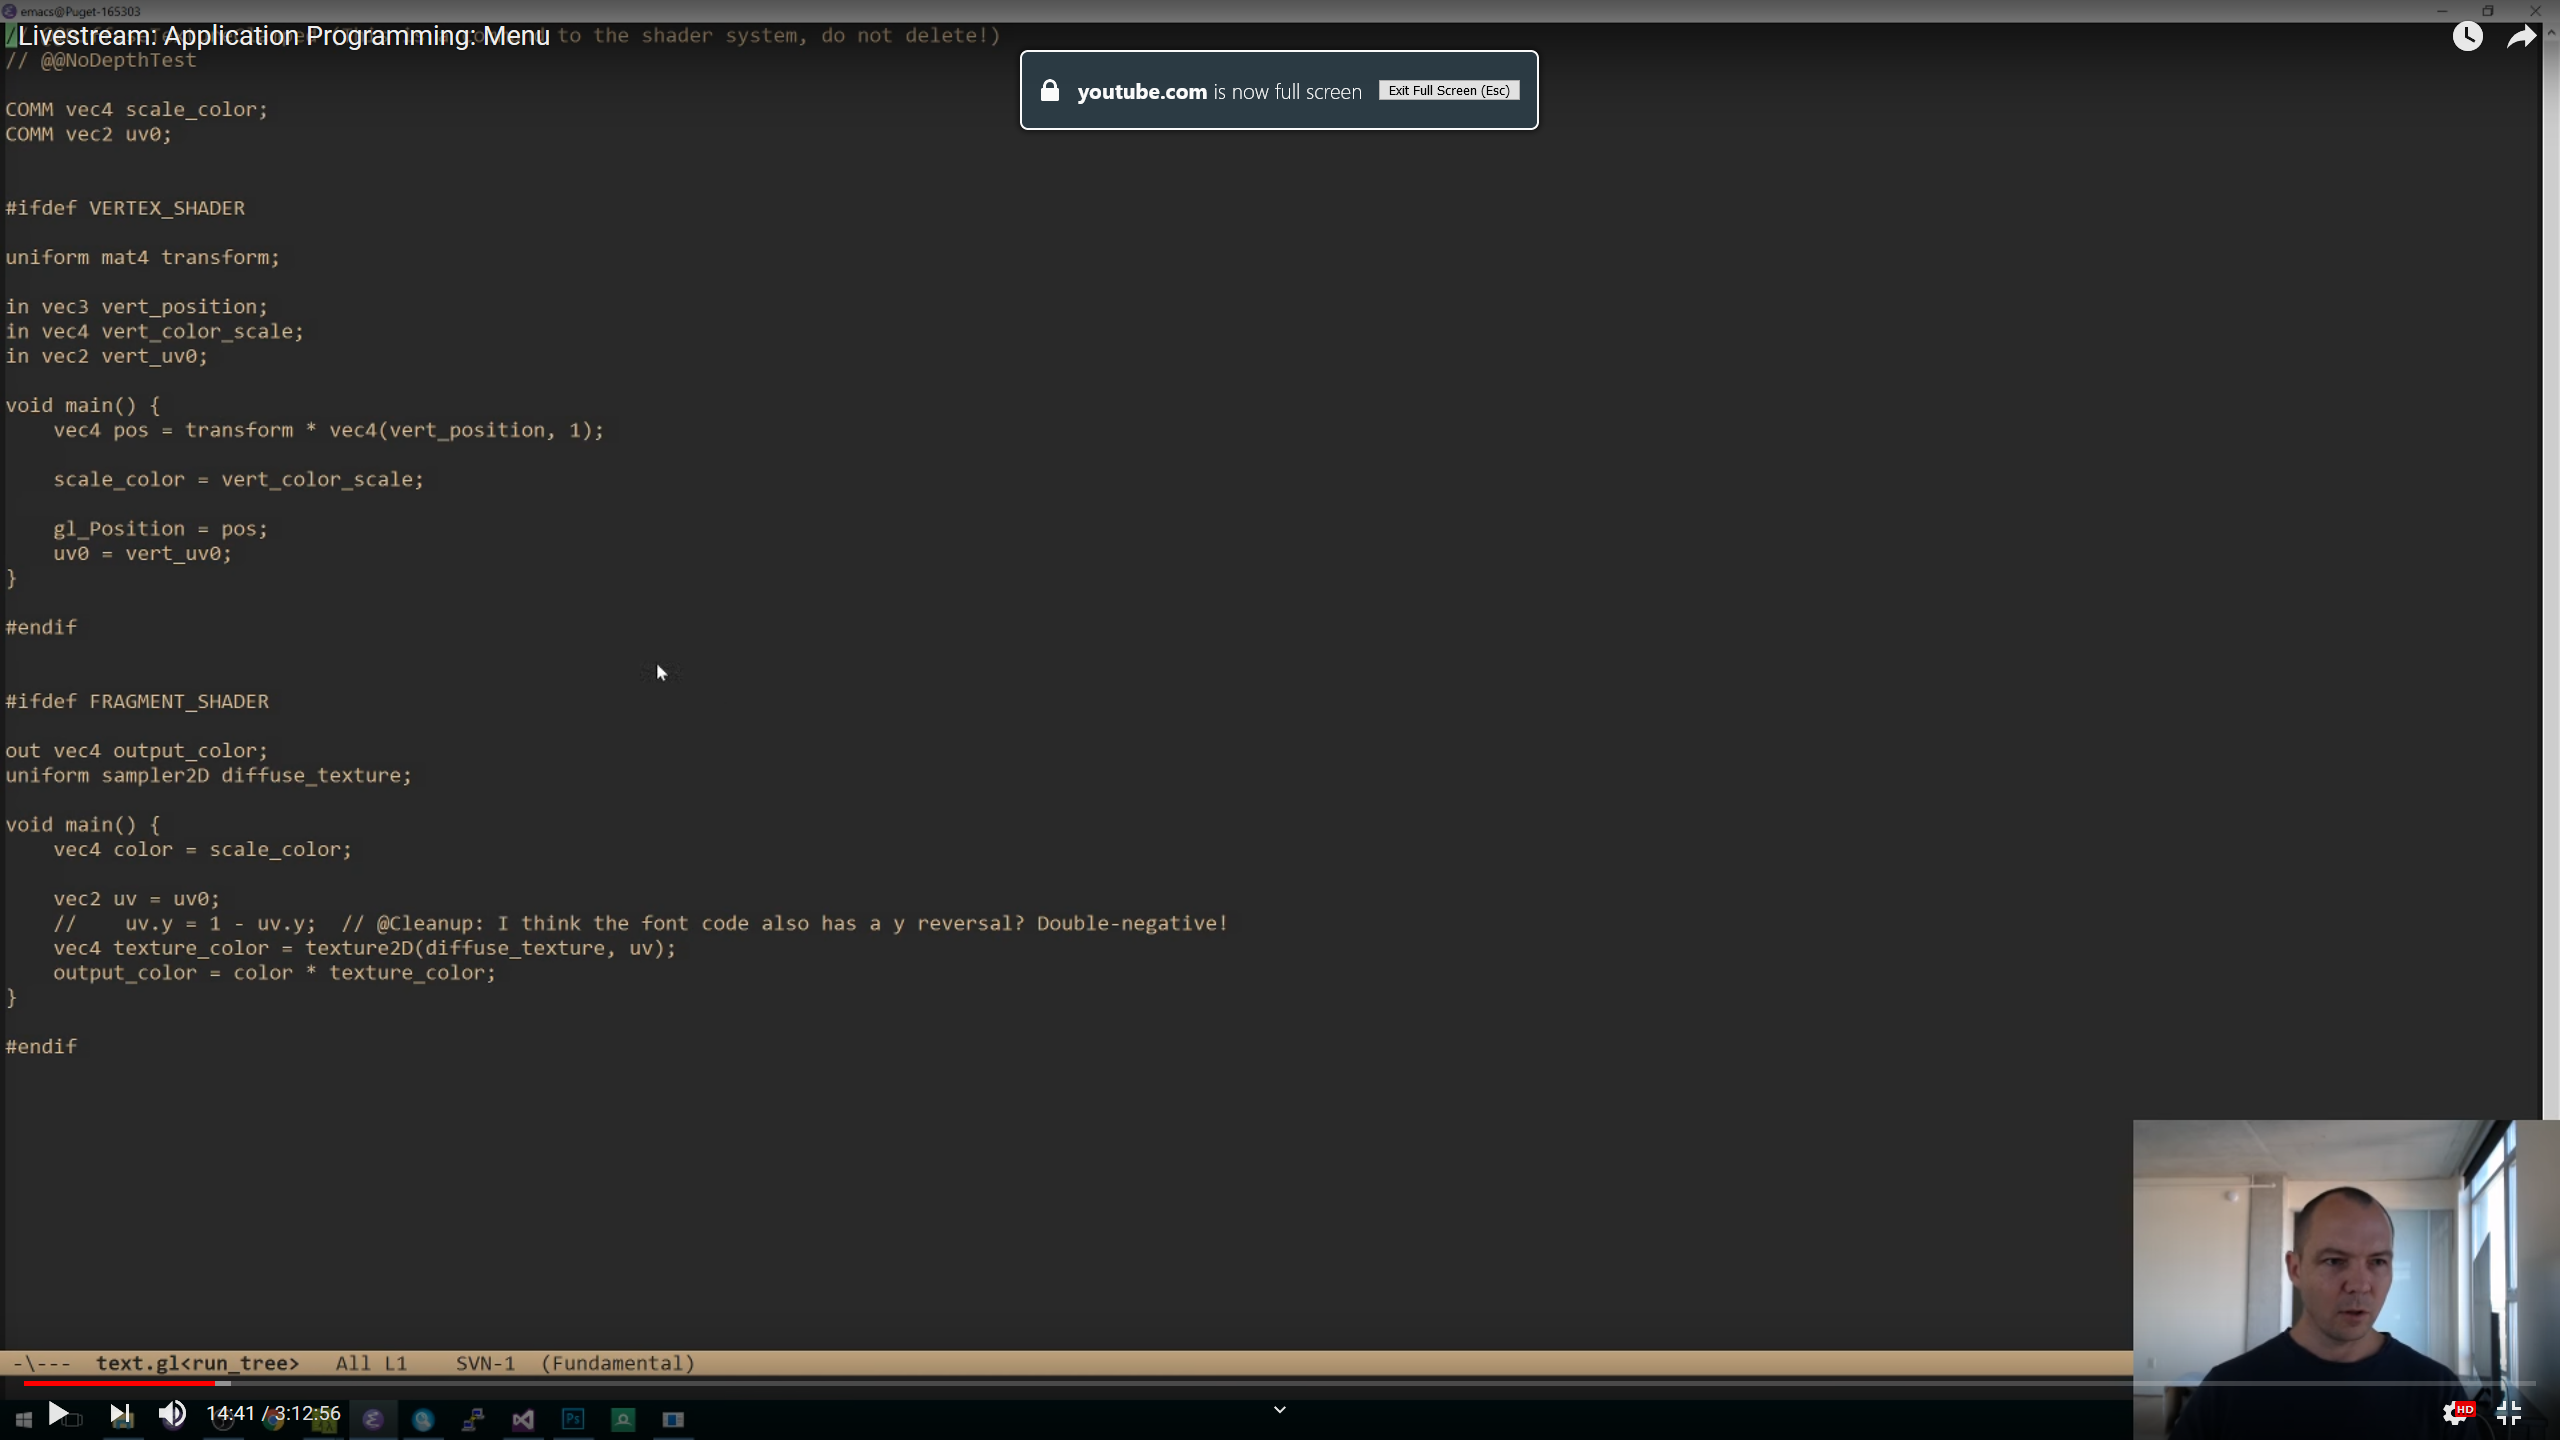 emacs@Puget-165303
Livestream: Application Programming: Menu to the shader system, do not delete!)
// @@NoDepthTest
youtube.com is now full screen Exit Full Screen (Esc)
COMM vec4 scale_color;
COMM vec2 uv0;
#ifdef VERTEX_SHADER
uniform mat4 transform;
in vec3 vert_position;
in vec4 vert_color_scale;
in vec2 vert_uv0;
void main() {
    vec4 pos = transform * vec4(vert_position, 1);
    scale_color = vert_color_scale;
    gl_Position = pos;
    uv0 = vert_uv0;
}
#endif
#ifdef FRAGMENT_SHADER
out vec4 output_color;
uniform sampler2D diffuse_texture;
void main() {
    vec4 color = scale_color;
    vec2 uv = uv0;
    //    uv.y = 1 - uv.y;  // @Cleanup: I think the font code also has a y reversal? Double-negative!
    vec4 texture_color = texture2D(diffuse_texture, uv);
    output_color = color * texture_color;
}
#endif
-\--- text.gl<run_tree> All L1 SVN-1 (Fundamental)
14:41 / 3:12:56
Ps
HD